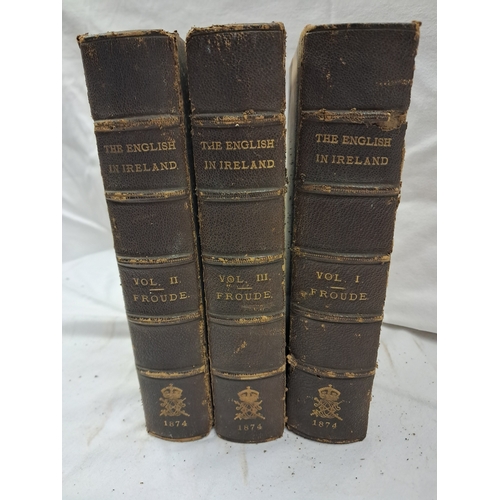 THE ENGLISH
IN IRELAND.
VOL. II.
FROUDE.
1874
THE ENGLISH
IN IRELAND
VOL. III.
FROUDE.
1874
THE ENGLISH
IN IRELAND
VOL. I.
FROUDE.
1874